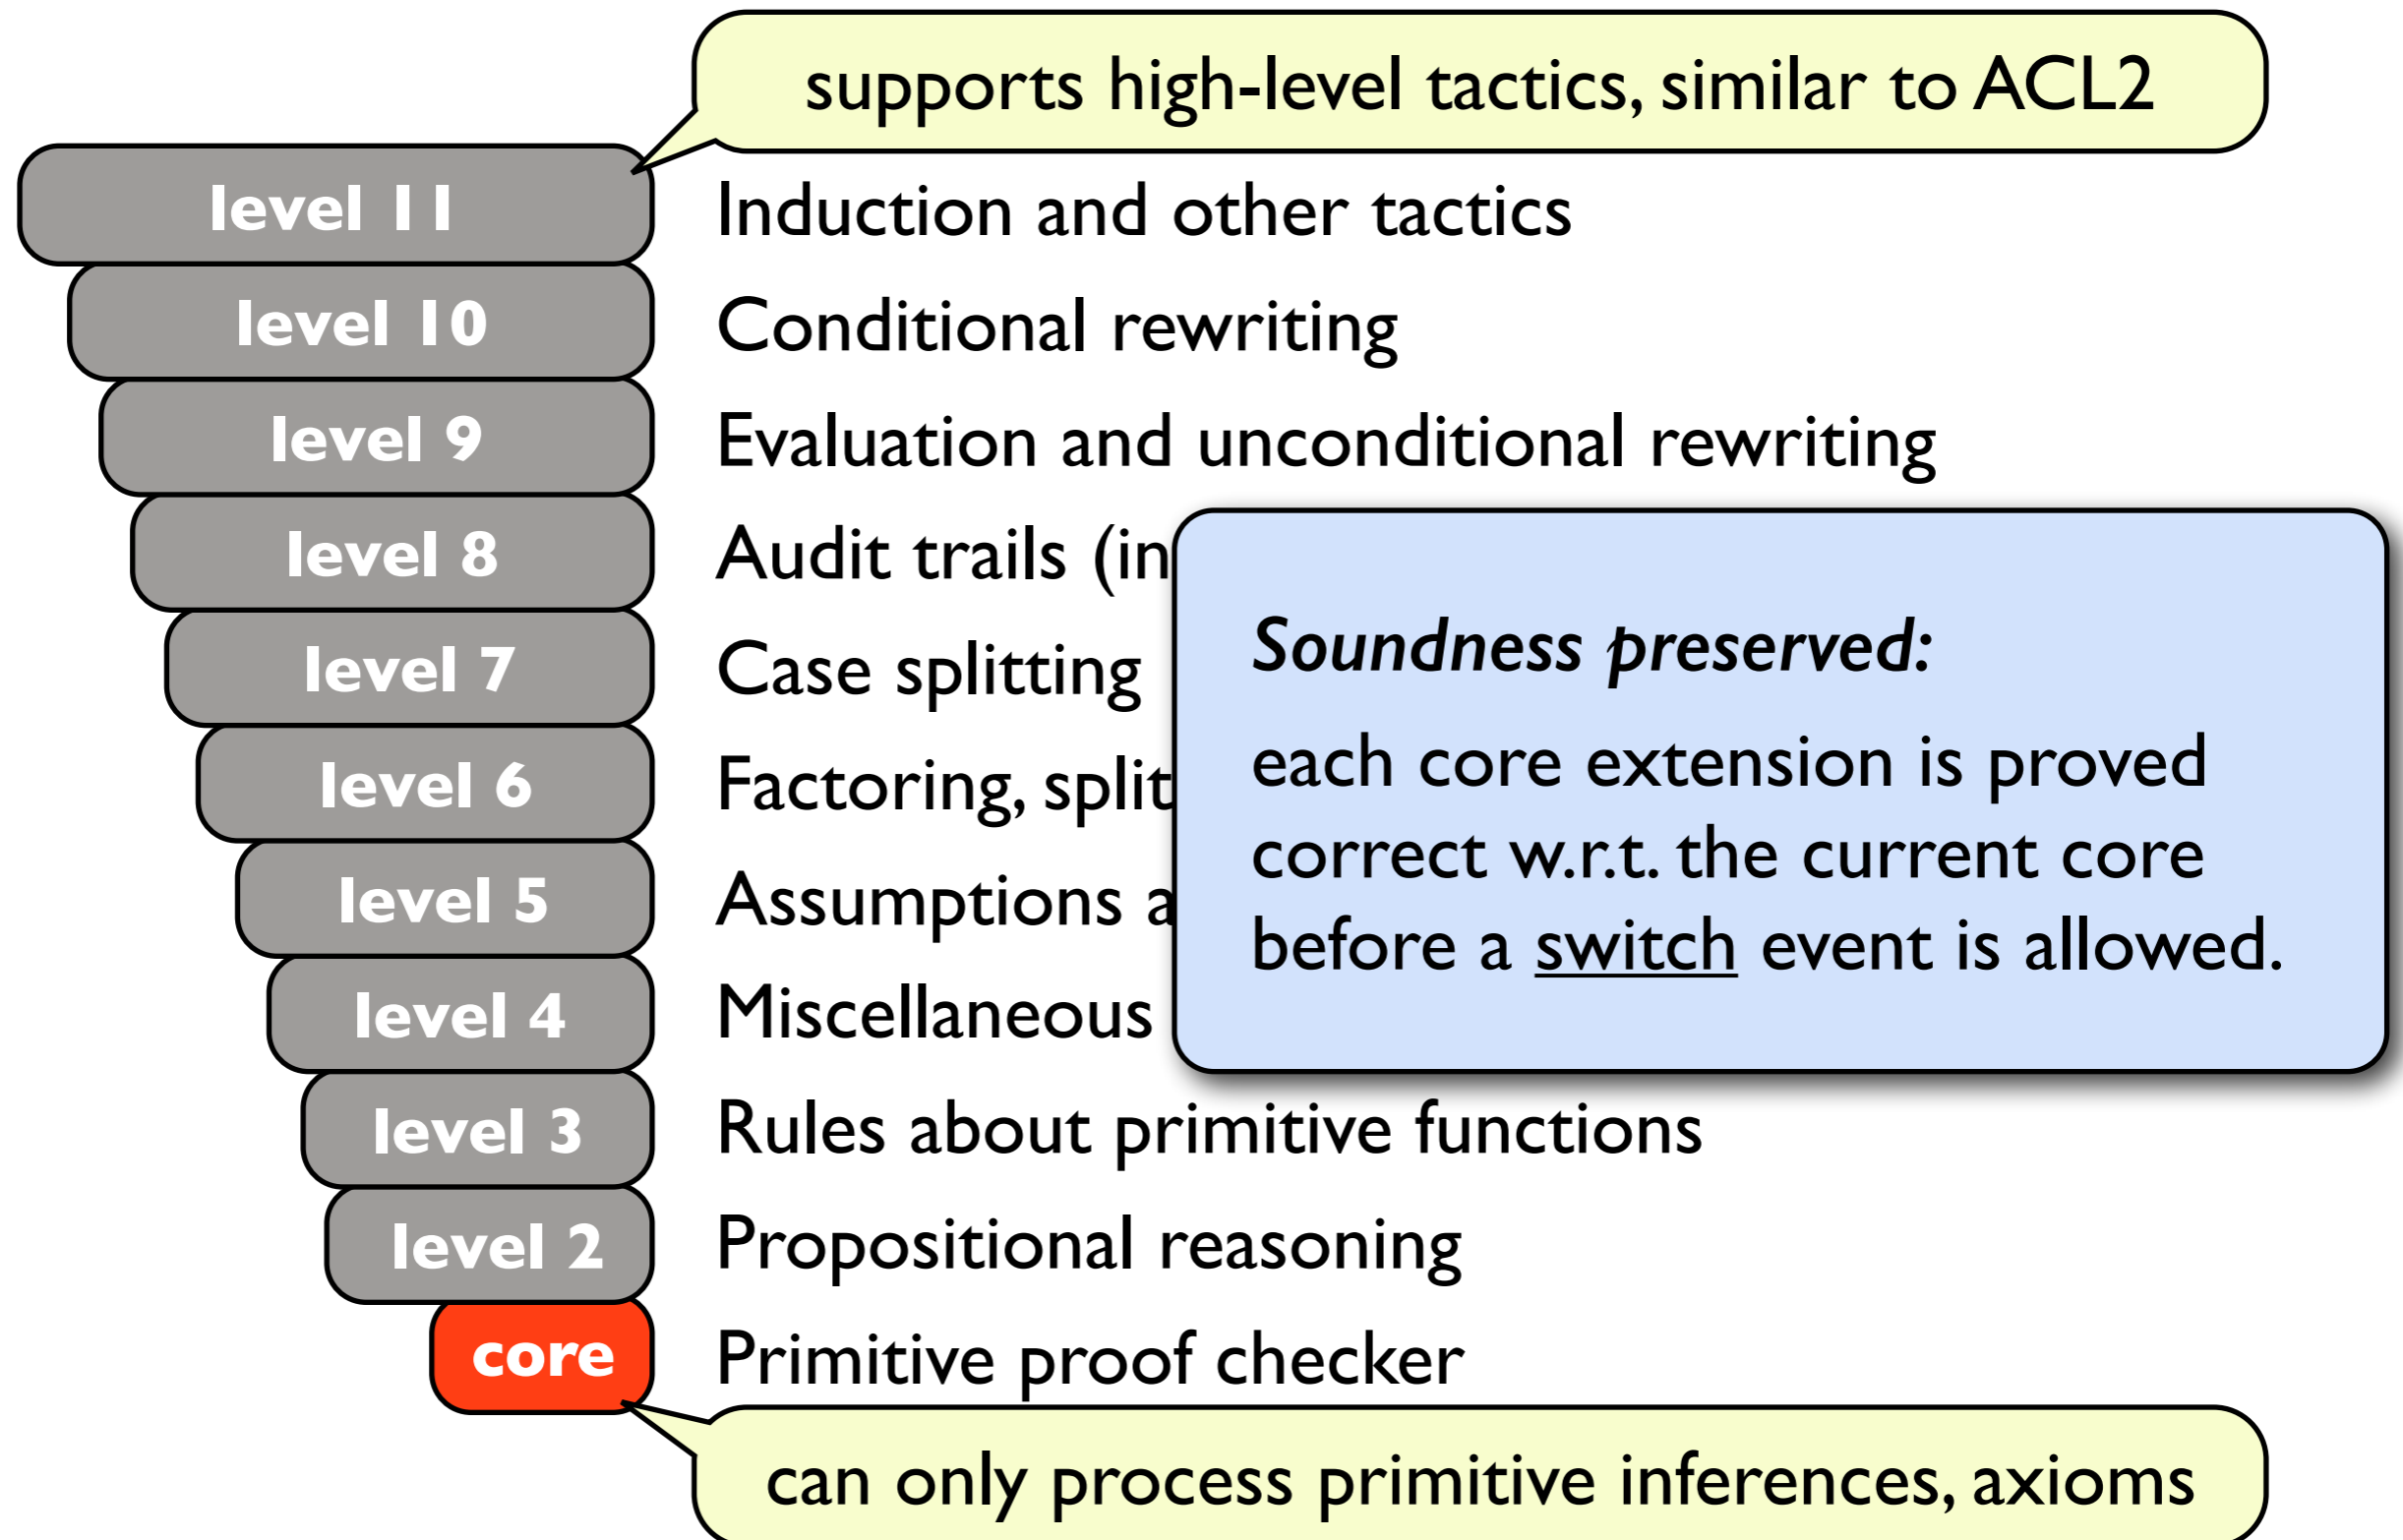 supports high-level tactics, similar to ACL2
level 11 Induction and other tactics
level 10 Conditional rewriting
level 9 Evaluation and unconditional rewriting
level 8 Audit trails (in
level 7 Case splitting
level 6 Factoring, split
level 5 Assumptions a
level 4 Miscellaneous
level 3 Rules about primitive functions
level 2 Propositional reasoning
core Primitive proof checker
can only process primitive inferences, axioms
Soundness preserved:
each core extension is proved
correct w.r.t. the current core
before a switch event is allowed.